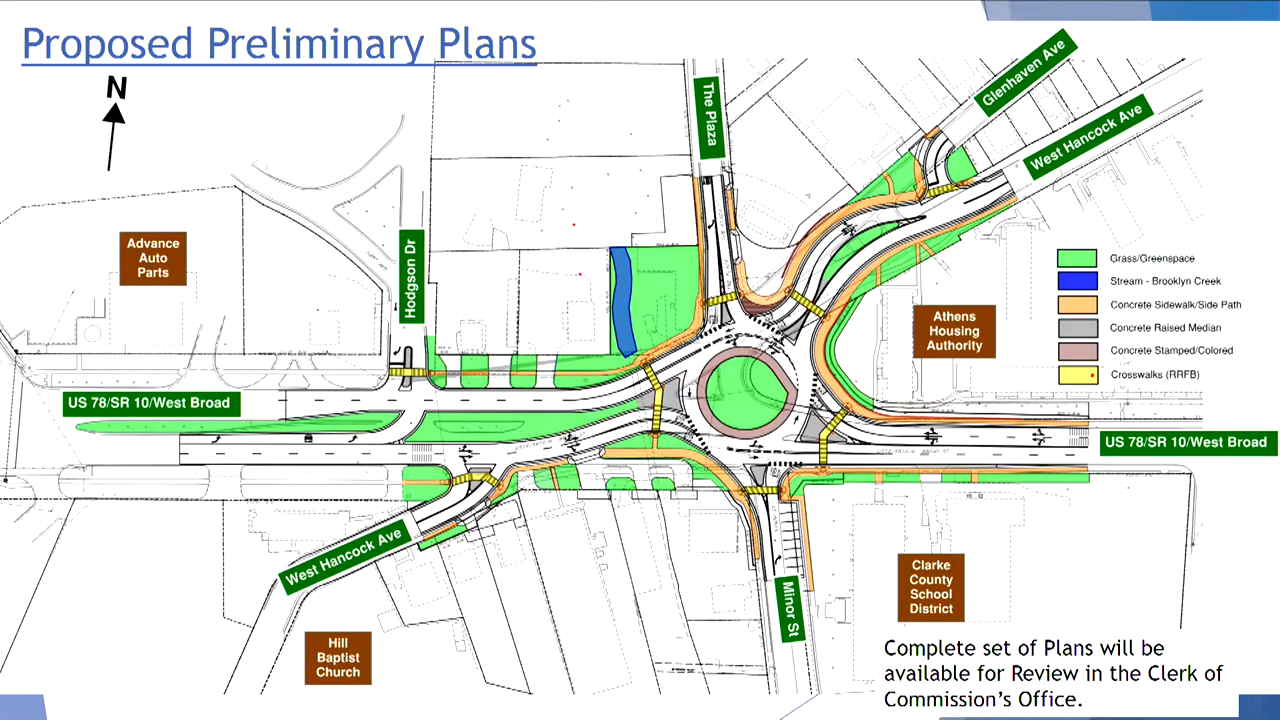 Proposed Preliminary Plans
N
The Plaza
Glenhaven Ave
West Hancock Ave
Advance
Auto
Parts
Hodgson Dr
Grass/Greenspace
Stream - Brooklyn Creek
Concrete Sidewalk/Side Path
Concrete Raised Median
Concrete Stamped/Colored
Crosswalks (RRFB)
Athens
Housing
Authority
US 78/SR 10/West Broad
US 78/SR 10/West Broad
West Hancock Ave
Clarke
County
School
District
Minor St
Hill
Baptist
Church
Complete set of Plans will be
available for Review in the Clerk of
Commission's Office.